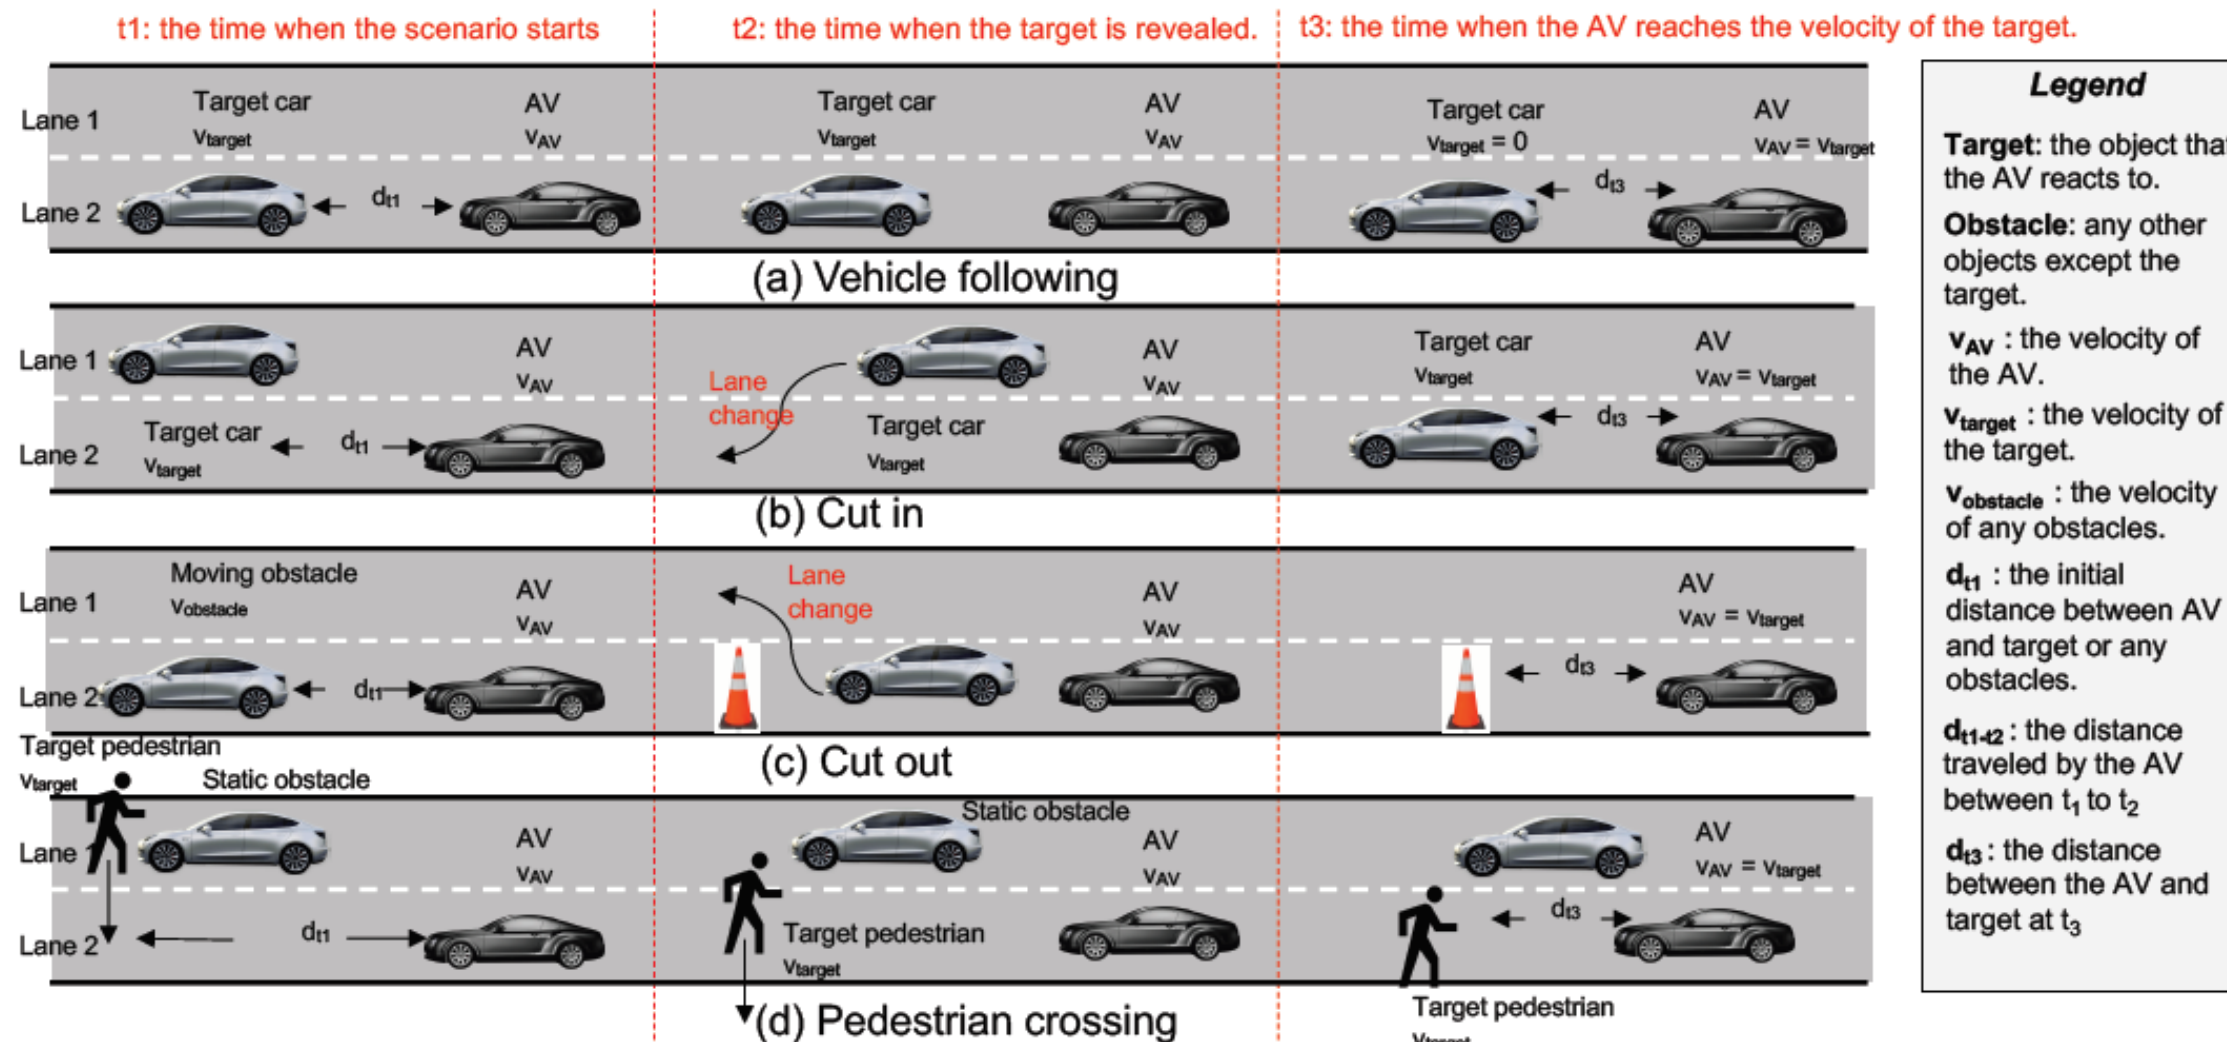 t1: the time when the scenario starts
t2: the time when the target is revealed.
t3: the time when the AV reaches the velocity of the target.
Lane 1
Target car
Vtarget
AV
VAV
Target car
Vtarget
AV
VAV
Target car
Vtarget = 0
AV
VAV = Vtarget
Lane 2
dt1
dt3
(a) Vehicle following
Lane 1
AV
VAV
Lane
change
AV
VAV
Target car
Vtarget
AV
VAV = Vtarget
Lane 2
Target car
Vtarget
dt1
Target car
Vtarget
dt3
(b) Cut in
Lane 1
Moving obstacle
Vobstacle
AV
VAV
Lane
change
AV
VAV
AV
VAV = Vtarget
Lane 2
dt1
dt3
(c) Cut out
Target pedestrian
Vtarget
Static obstacle
Lane
AV
VAV
Static obstacle
AV
VAV
AV
VAV = Vtarget
Lane 2
dt1
Target pedestrian
Vtarget
dt3
(d) Pedestrian crossing
Target pedestrian
Vtarget
Legend
Target: the object that
the AV reacts to.
Obstacle: any other
objects except the
target.
VAV : the velocity of
the AV.
Vtarget : the velocity of
the target.
Vobstacle : the velocity
of any obstacles.
dt1 : the initial
distance between AV
and target or any
obstacles.
dt1-t2 : the distance
traveled by the AV
between t1 to t2
dt3 : the distance
between the AV and
target at t3